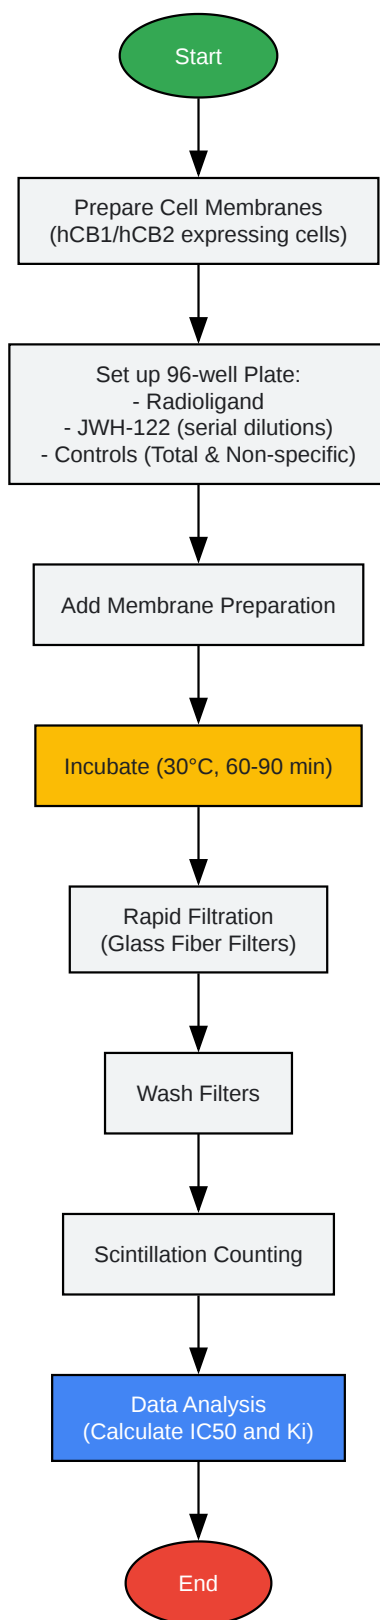 Start
Prepare Cell Membranes
(hCB1/hCB2 expressing cells)
Set up 96-well Plate:
- Radioligand
- JWH-122 (serial dilutions)
- Controls (Total & Non-specific)
Add Membrane Preparation
Incubate (30°C, 60-90 min)
Rapid Filtration
(Glass Fiber Filters)
Wash Filters
Scintillation Counting
Data Analysis
(Calculate IC50 and Ki)
End